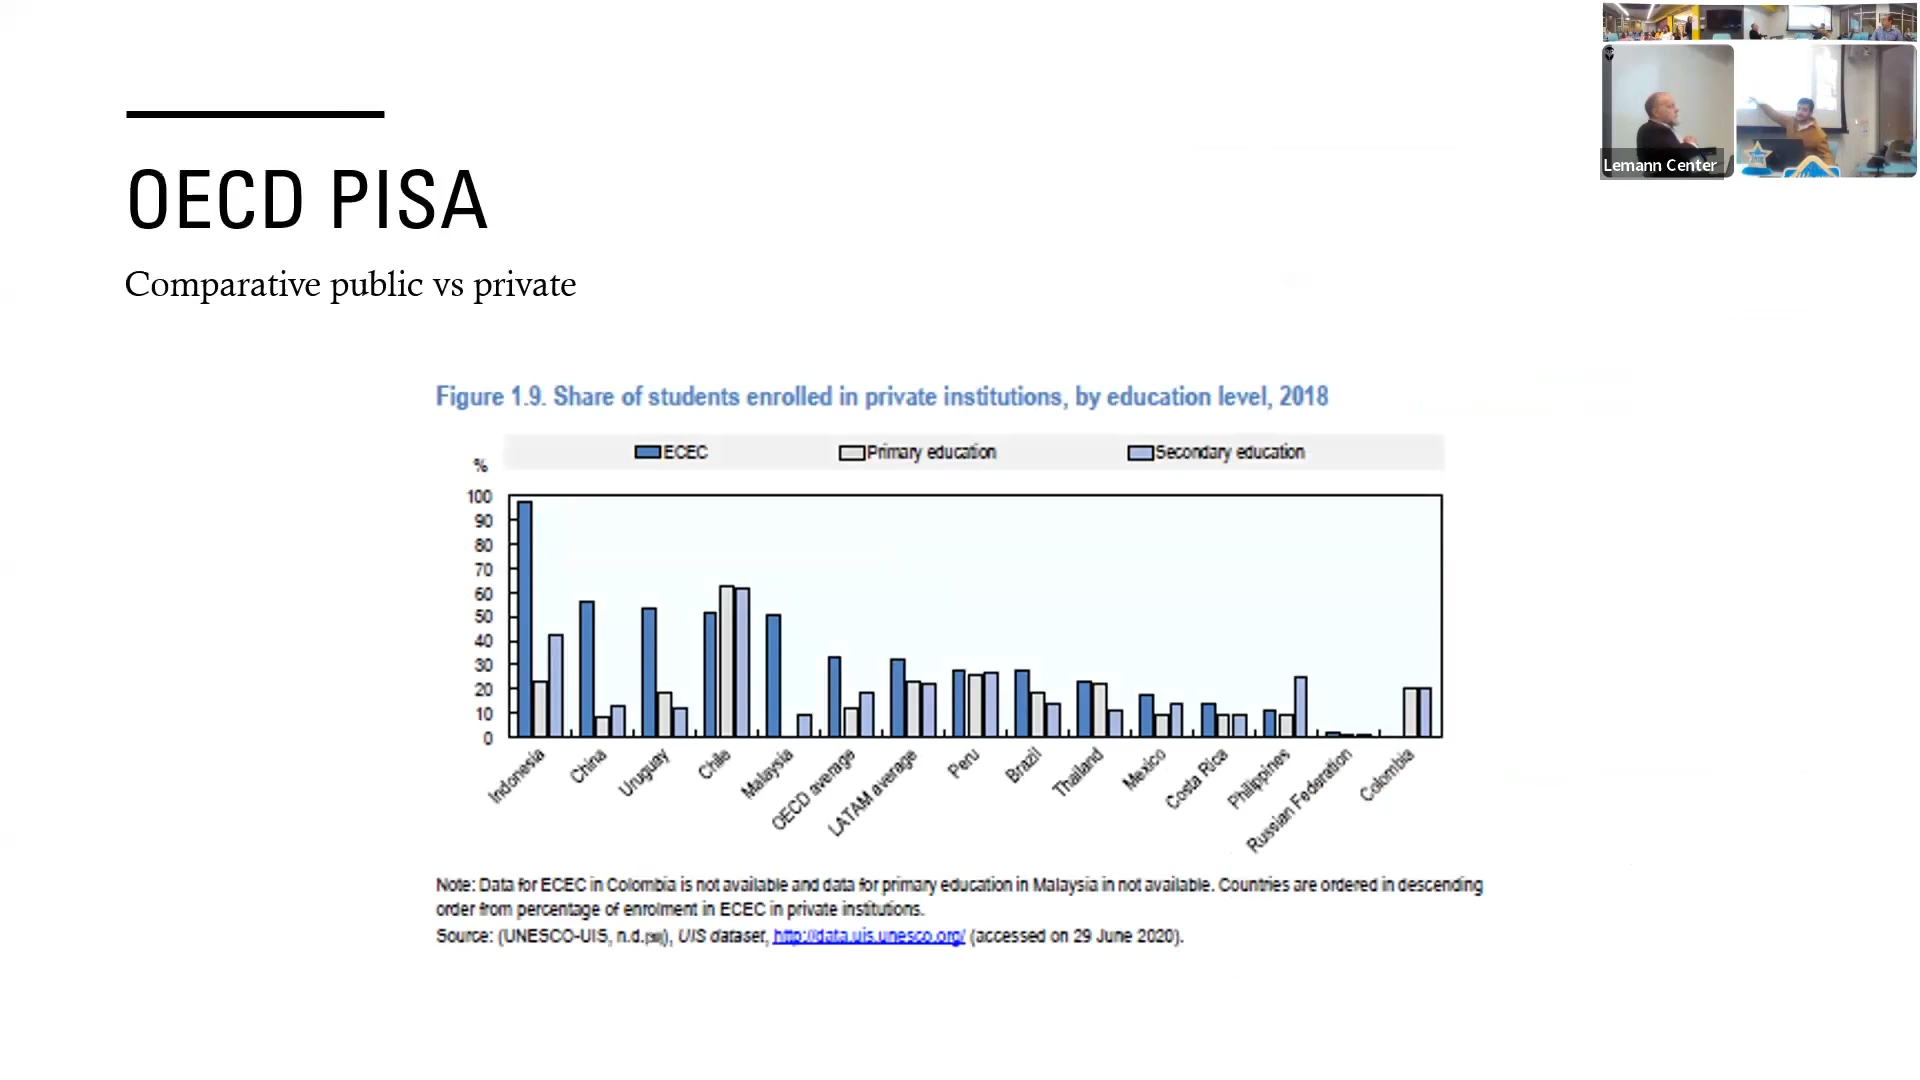 Lemann Center
OECD PISA
Comparative public vs private
Figure 1.9. Share of students enrolled in private institutions, by education level, 2018
ECEC
Primary education
Secondary education
%
100
90
80
70
60
50
40
30
20
10
0
Indonesia
China
Uruguay
Chile
Malaysia
OECD average
LATAM average
Peru
Brazil
Thailand
Mexico
Costa Rica
Philippines
Russian Federation
Colombia
Note: Data for ECEC in Colombia is not available and data for primary education in Malaysia in not available. Countries are ordered in descending
order from percentage of enrolment in ECEC in private institutions.
Source: (UNESCO-UIS, n.d.), UIS dataset, http://data.uis.unesco.org/ (accessed on 29 June 2020).